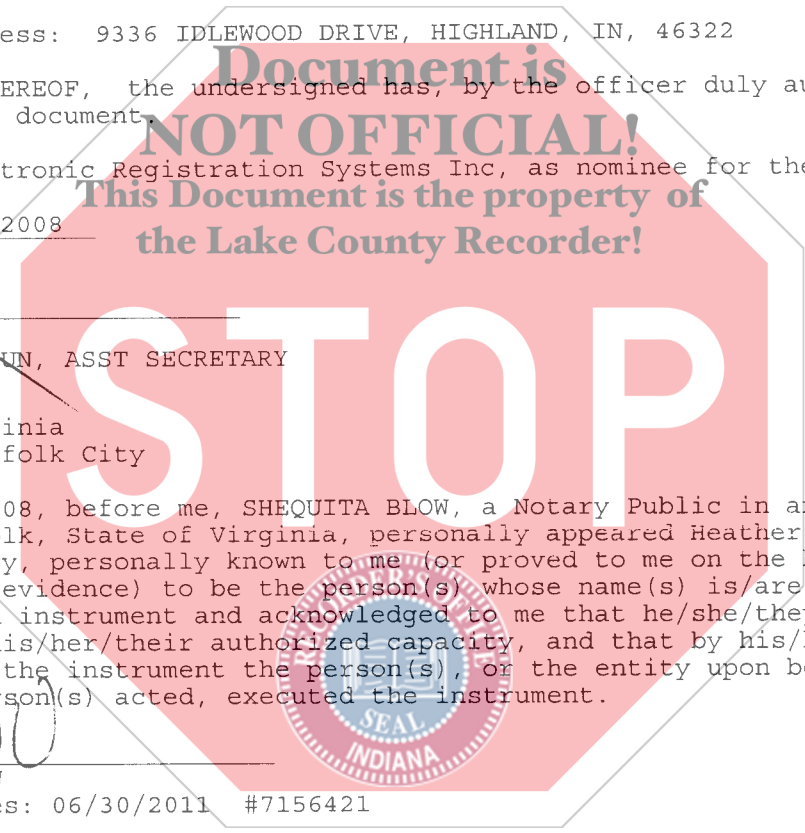 ess: 9336 IDLEWOOD DRIVE, HIGHLAND, IN, 46322
Document is
EREOF, the undersigned has, by the officer duly au
document.
NOT OFFICIAL!
tronic Registration Systems Inc, as nominee for the
This Document is the property of
2008
the Lake County Recorder!
STOP
UN, ASST SECRETARY
inia
folk City
08, before me, SHEQUITA BLOW, a Notary Public in an
lk, State of Virginia, personally appeared Heather
y, personally known to me (or proved to me on the
evidence) to be the person(s) whose name(s) is/are
instrument and acknowledged to me that he/she/they
is/her/their authorized capacity, and that by his/
the instrument the person(s), or the entity upon be
rson(s) acted, executed the instrument.
RECORDER'S OFFICE
SEAL
INDIANA
es: 06/30/2011 #7156421